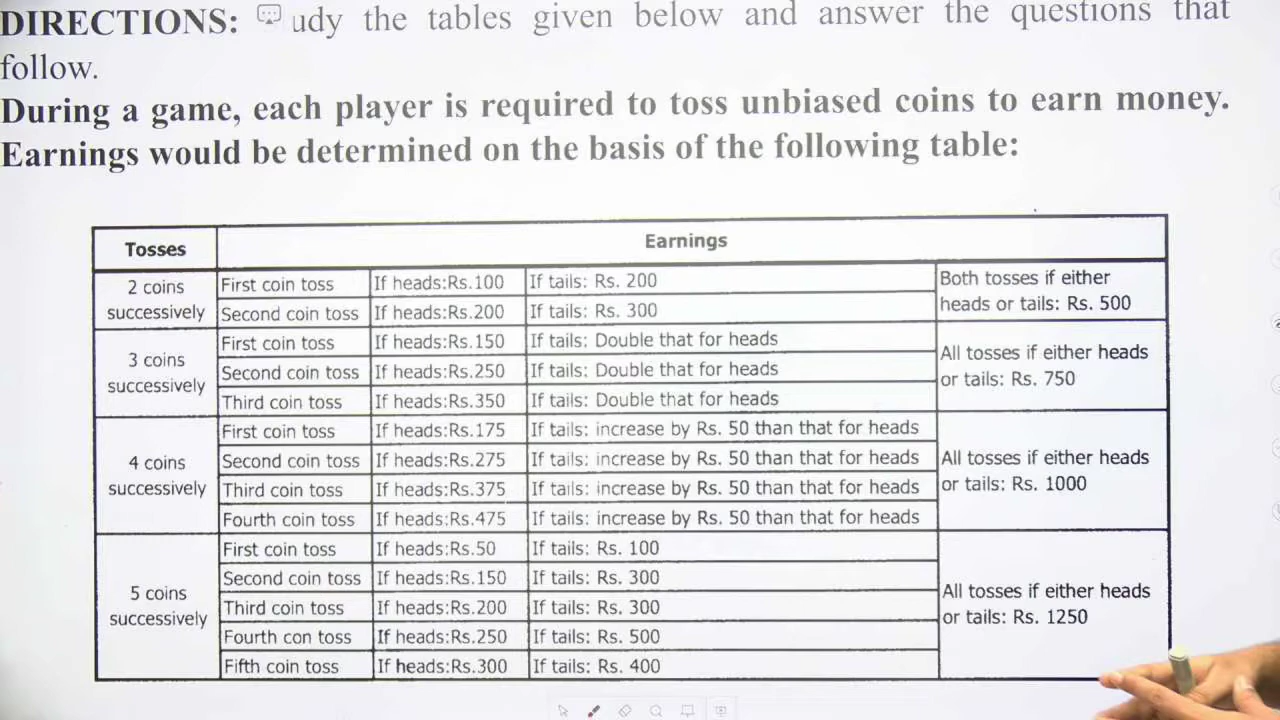 DIRECTIONS: udy the tables given below and answer the questions that
follow.
During a game, each player is required to toss unbiased coins to earn money.
Earnings would be determined on the basis of the following table:
Tosses Earnings
2 coins successively First coin toss If heads:Rs.100 If tails: Rs. 200 Both tosses if either heads or tails: Rs. 500
Second coin toss If heads:Rs.200 If tails: Rs. 300
3 coins successively First coin toss If heads:Rs.150 If tails: Double that for heads All tosses if either heads or tails: Rs. 750
Second coin toss If heads:Rs.250 If tails: Double that for heads
Third coin toss If heads:Rs.350 If tails: Double that for heads
4 coins successively First coin toss If heads:Rs.175 If tails: increase by Rs. 50 than that for heads All tosses if either heads or tails: Rs. 1000
Second coin toss If heads:Rs.275 If tails: increase by Rs. 50 than that for heads
Third coin toss If heads:Rs.375 If tails: increase by Rs. 50 than that for heads
Fourth coin toss If heads:Rs.475 If tails: increase by Rs. 50 than that for heads
5 coins successively First coin toss If heads:Rs.50 If tails: Rs. 100 All tosses if either heads or tails: Rs. 1250
Second coin toss If heads:Rs.150 If tails: Rs. 300
Third coin toss If heads:Rs.200 If tails: Rs. 300
Fourth con toss If heads:Rs.250 If tails: Rs. 500
Fifth coin toss If heads:Rs.300 If tails: Rs. 400